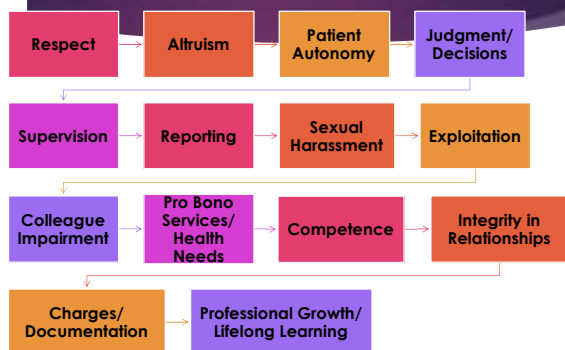 Respect
Altruism
Patient
Autonomy
Judgment/
Decisions
Supervision
Reporting
Sexual
Harassment
Exploitation
Colleague
Impairment
Pro Bono
Services/
Health
Needs
Competence
Integrity in
Relationships
Charges/
Documentation
Professional Growth/
Lifelong Learning